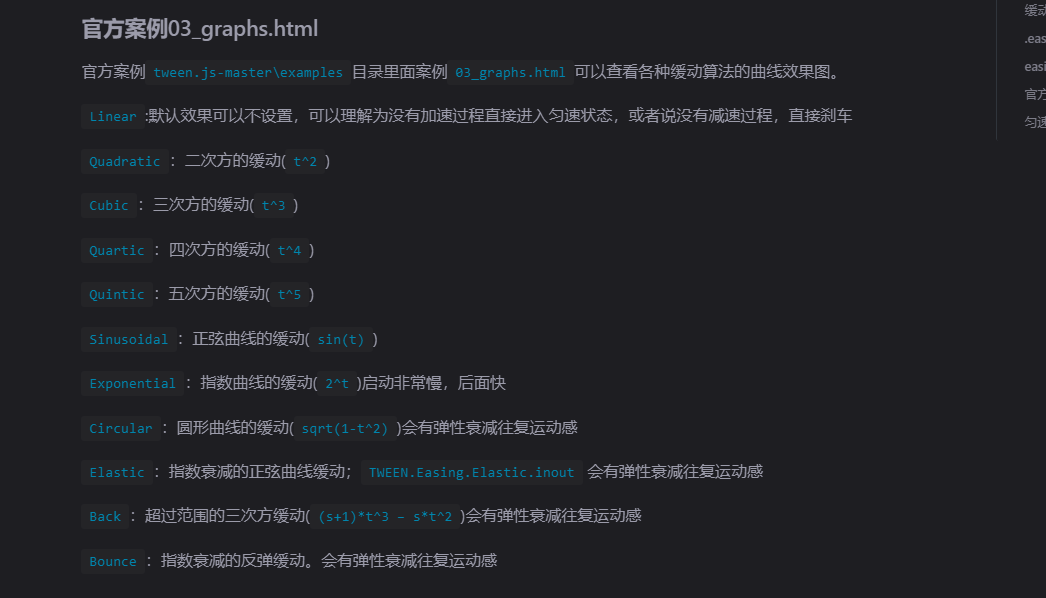 官方案例03_graphs.html
官方案例 tween.js-master\examples 目录里面案例 03_graphs.html 可以查看各种缓动算法的曲线效果图。
Linear :默认效果可以不设置，可以理解为没有加速过程直接进入匀速状态，或者说没有减速过程，直接刹车
Quadratic ：二次方的缓动( t^2 )
Cubic ：三次方的缓动( t^3 )
Quartic ：四次方的缓动( t^4 )
Quintic ：五次方的缓动( t^5 )
Sinusoidal ：正弦曲线的缓动( sin(t) )
Exponential ：指数曲线的缓动( 2^t )启动非常慢，后面快
Circular ：圆形曲线的缓动( sqrt(1-t^2) )会有弹性衰减往复运动感
Elastic ：指数衰减的正弦曲线缓动； TWEEN.Easing.Elastic.inout 会有弹性衰减往复运动感
Back ：超过范围的三次方缓动( (s+1)*t^3 – s*t^2 )会有弹性衰减往复运动感
Bounce ：指数衰减的反弹缓动。会有弹性衰减往复运动感
缓动
.eas
easi
官方
匀速